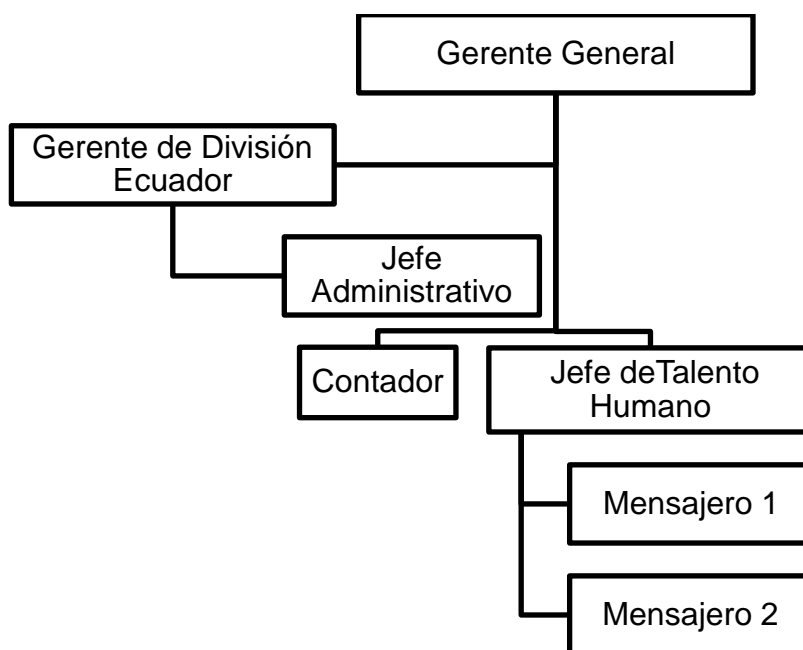 Gerente General
Gerente de División
Ecuador
Jefe
Administrativo
Contador
Jefe deTalento
Humano
Mensajero 1
Mensajero 2